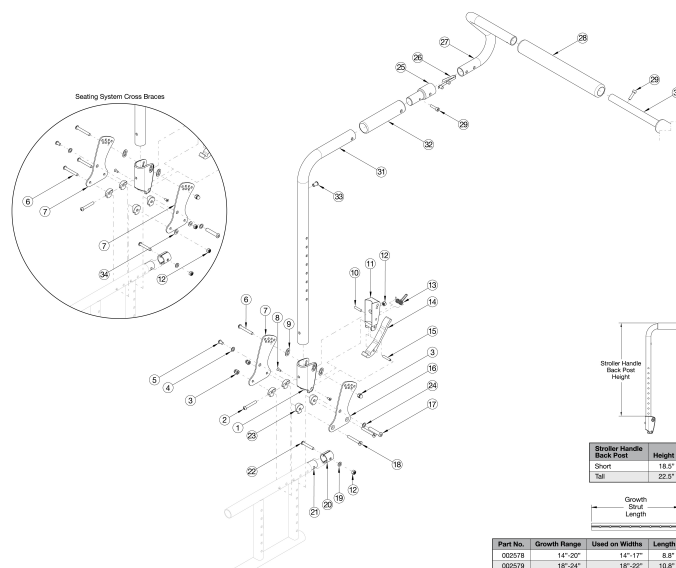 28
27
26
25
29
29
Seating System Cross Braces
32
31
6
7
33
7
34
12
12
11
10
13
14
6
7
8
9
15
3
5
4
16
3
24
2
1
17
23
18
22
12
21
20
19
Stroller Handle
Back Post
Height
Stroller Handle
Back Post Height
Short 18.5"
Tall 22.5"
Growth
Strut
Length
Part No. Growth Range Used on Widths Length
002578 14"-20" 14"-17" 8.8"
002579 18"-24" 18"-22" 10.8"